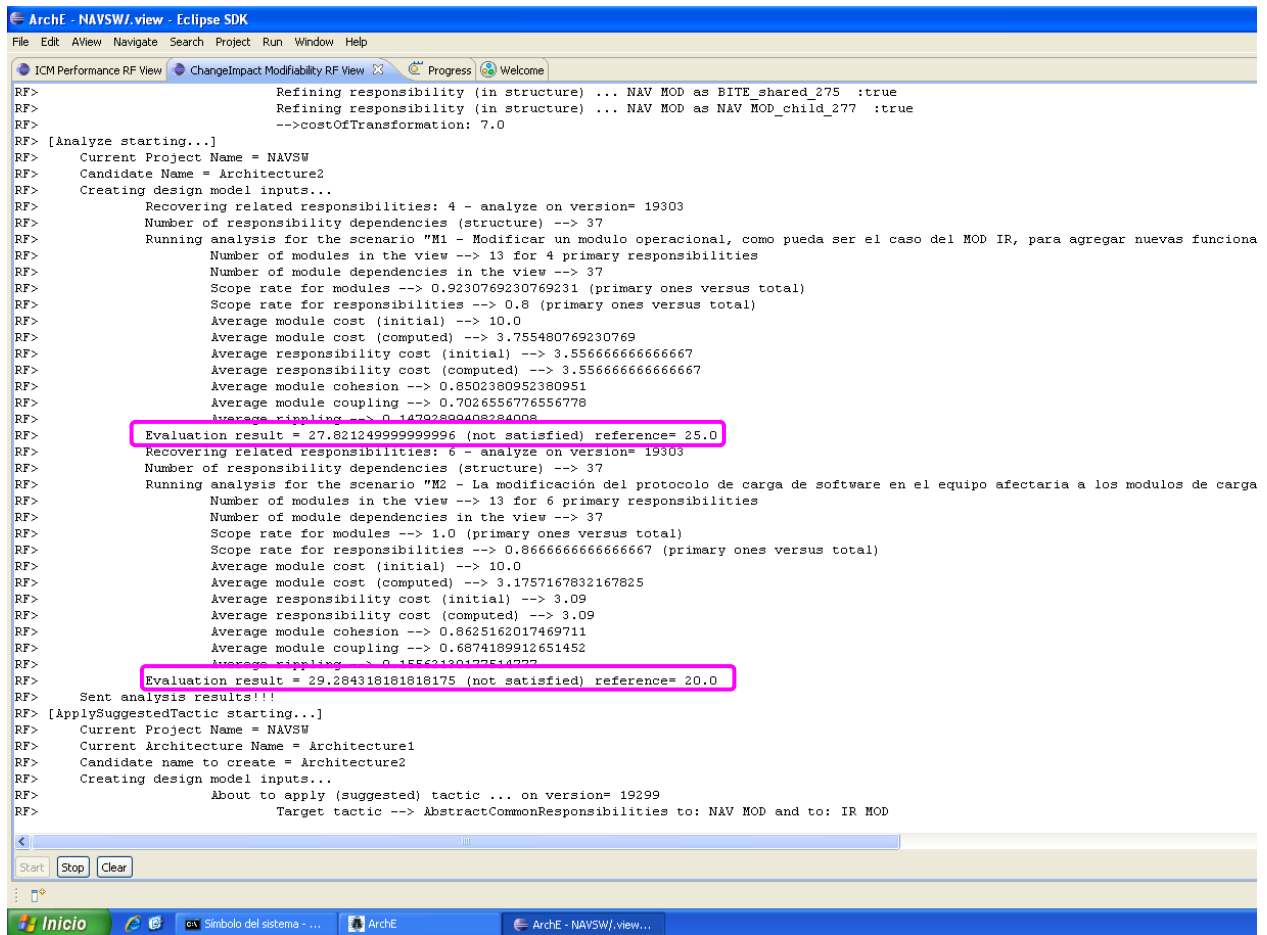 ArchE - NAVSW/.view - Eclipse SDK
File Edit AView Navigate Search Project Run Window Help
ICM Performance RF View ChangeImpact Modifiability RF View Progress Welcome
RF> Refining responsibility (in structure) ... NAV MOD as BITE_shared_275 :true
RF> Refining responsibility (in structure) ... NAV MOD as NAV MOD_child_277 :true
RF> -->costOfTransformation: 7.0
RF> [Analyze starting...]
RF> Current Project Name = NAVSW
RF> Candidate Name = Architecture2
RF> Creating design model inputs...
RF> Recovering related responsibilities: 4 - analyze on version= 19303
RF> Number of responsibility dependencies (structure) --> 37
RF> Running analysis for the scenario "M1 - Modificar un modulo operacional, como pueda ser el caso del MOD IR, para agregar nuevas funciona
RF> Number of modules in the view --> 13 for 4 primary responsibilities
RF> Number of module dependencies in the view --> 37
RF> Scope rate for modules --> 0.9230769230769231 (primary ones versus total)
RF> Scope rate for responsibilities --> 0.8 (primary ones versus total)
RF> Average module cost (initial) --> 10.0
RF> Average module cost (computed) --> 3.755480769230769
RF> Average responsibility cost (initial) --> 3.556666666666667
RF> Average responsibility cost (computed) --> 3.556666666666667
RF> Average module cohesion --> 0.8502380952380951
RF> Average module coupling --> 0.7026556776556778
RF> Average rippling --> 0.14792899408284008
RF> Evaluation result = 27.821249999999996 (not satisfied) reference= 25.0
RF> Recovering related responsibilities: 6 - analyze on version= 19303
RF> Number of responsibility dependencies (structure) --> 37
RF> Running analysis for the scenario "M2 - La modificación del protocolo de carga de software en el equipo afectaria a los modulos de carga
RF> Number of modules in the view --> 13 for 6 primary responsibilities
RF> Number of module dependencies in the view --> 37
RF> Scope rate for modules --> 1.0 (primary ones versus total)
RF> Scope rate for responsibilities --> 0.8666666666666667 (primary ones versus total)
RF> Average module cost (initial) --> 10.0
RF> Average module cost (computed) --> 3.1757167832167825
RF> Average responsibility cost (initial) --> 3.09
RF> Average responsibility cost (computed) --> 3.09
RF> Average module cohesion --> 0.8625162017469711
RF> Average module coupling --> 0.6874189912651452
RF> Average rippling -->
RF> Evaluation result = 29.284318181818175 (not satisfied) reference= 20.0
RF> Sent analysis results!!!
RF> [ApplySuggestedTactic starting...]
RF> Current Project Name = NAVSW
RF> Current Architecture Name = Architecture1
RF> Candidate name to create = Architecture2
RF> Creating design model inputs...
RF> About to apply (suggested) tactic ... on version= 19299
RF> Target tactic --> AbstractCommonResponsibilities to: NAV MOD and to: IR MOD
Start Stop Clear
Inicio Símbolo del sistema - ... ArchE ArchE - NAVSW/.view...